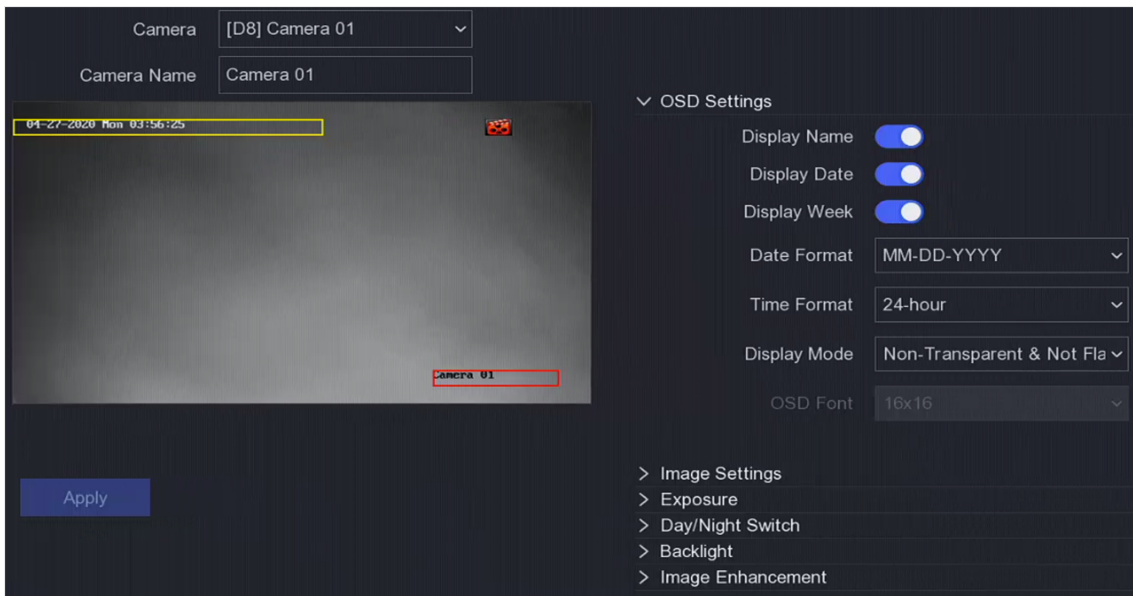 Camera [D8] Camera 01
Camera Name Camera 01
04-27-2020 Mon 03:56:25
Camera 01
Apply
OSD Settings
Display Name
Display Date
Display Week
Date Format MM-DD-YYYY
Time Format 24-hour
Display Mode Non-Transparent & Not Fla
OSD Font 16x16
Image Settings
Exposure
Day/Night Switch
Backlight
Image Enhancement